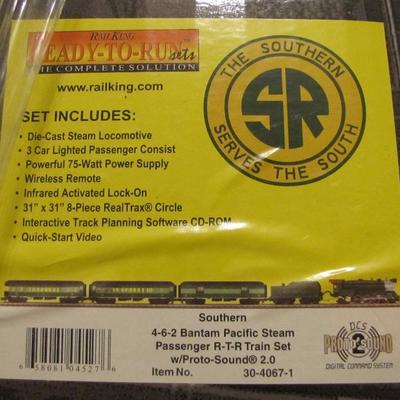 RAILKING
READY-TO-RUN sets
THE COMPLETE SOLUTION
www.railking.com
THE SOUTHERN
SR
SERVES THE SOUTH
SET INCLUDES:
• Die-Cast Steam Locomotive
• 3 Car Lighted Passenger Consist
• Powerful 75-Watt Power Supply
• Wireless Remote
• Infrared Activated Lock-On
• 31" x 31" 8-Piece RealTrax® Circle
• Interactive Track Planning Software CD-ROM
• Quick-Start Video
Southern
4-6-2 Bantam Pacific Steam
Passenger R-T-R Train Set
w/Proto-Sound® 2.0
Item No. 30-4067-1
6 58081 04527 6
DCS
PROTO-SOUND 2
DIGITAL COMMAND SYSTEM